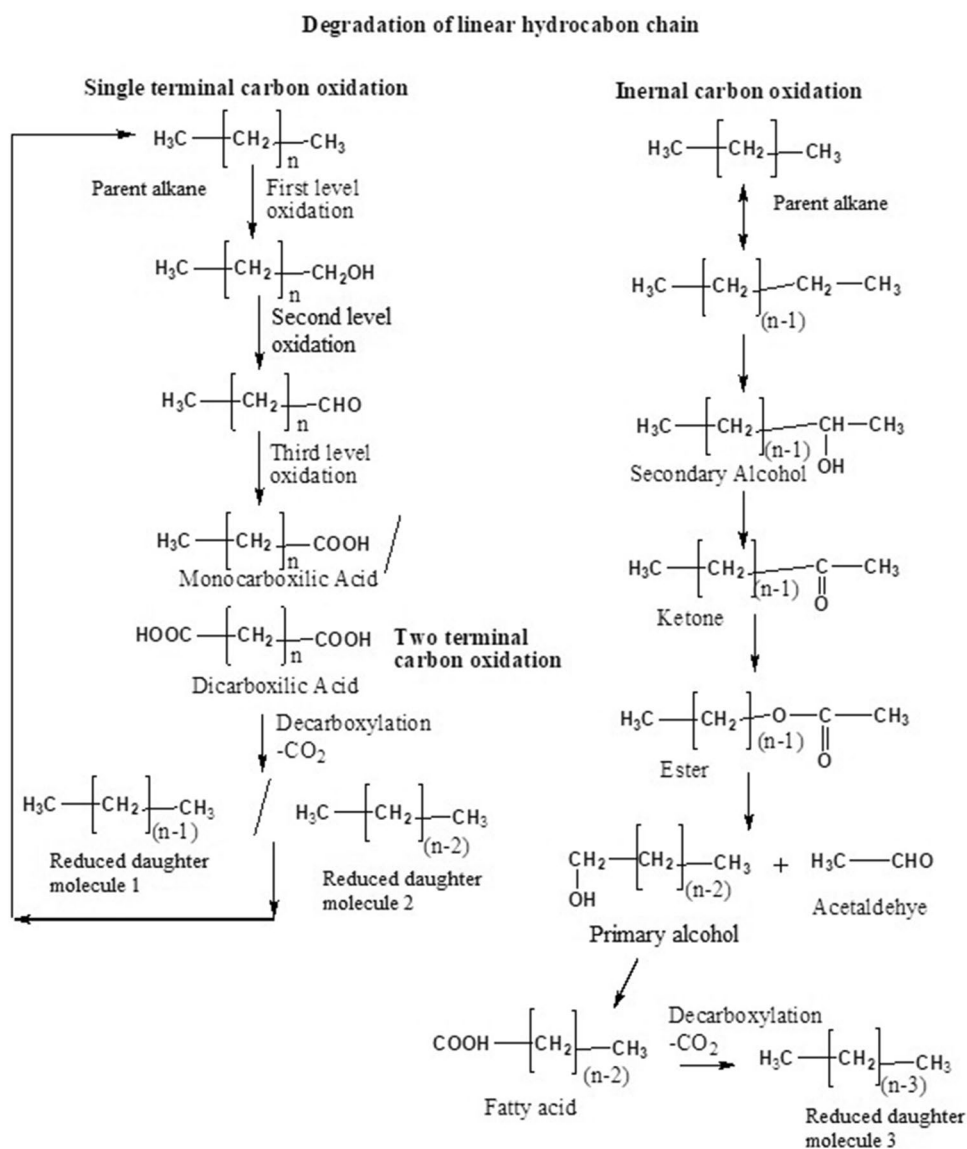 Degradation of linear hydrocabon chain
Single terminal carbon oxidation
H₃C—[CH₂]n—CH₃
Parent alkane
First level
oxidation
H₃C—[CH₂]n—CH₂OH
Second level
oxidation
H₃C—[CH₂]n—CHO
Third level
oxidation
H₃C—[CH₂]n—COOH /
Monocarboxilic Acid
HOOC—[CH₂]n—COOH
Two terminal
carbon oxidation
Dicarboxilic Acid
Decarboxylation
-CO₂
H₃C—[CH₂](n-1)—CH₃ /
Reduced daughter
molecule 1
H₃C—[CH₂](n-2)—CH₃
Reduced daughter
molecule 2
Inernal carbon oxidation
H₃C—[CH₂]—CH₃
Parent alkane
H₃C—[CH₂](n-1)—CH₂—CH₃
H₃C—[CH₂](n-1)—CH—CH₃
OH
Secondary Alcohol
H₃C—[CH₂](n-1)—C—CH₃
O
Ketone
H₃C—[CH₂](n-1)—O—C—CH₃
O
Ester
CH₂—[CH₂](n-2)—CH₃ + H₃C—CHO
OH
Acetaldehye
Primary alcohol
COOH—[CH₂](n-2)—CH₃
Fatty acid
Decarboxylation
-CO₂
H₃C—[CH₂](n-3)—CH₃
Reduced daughter
molecule 3